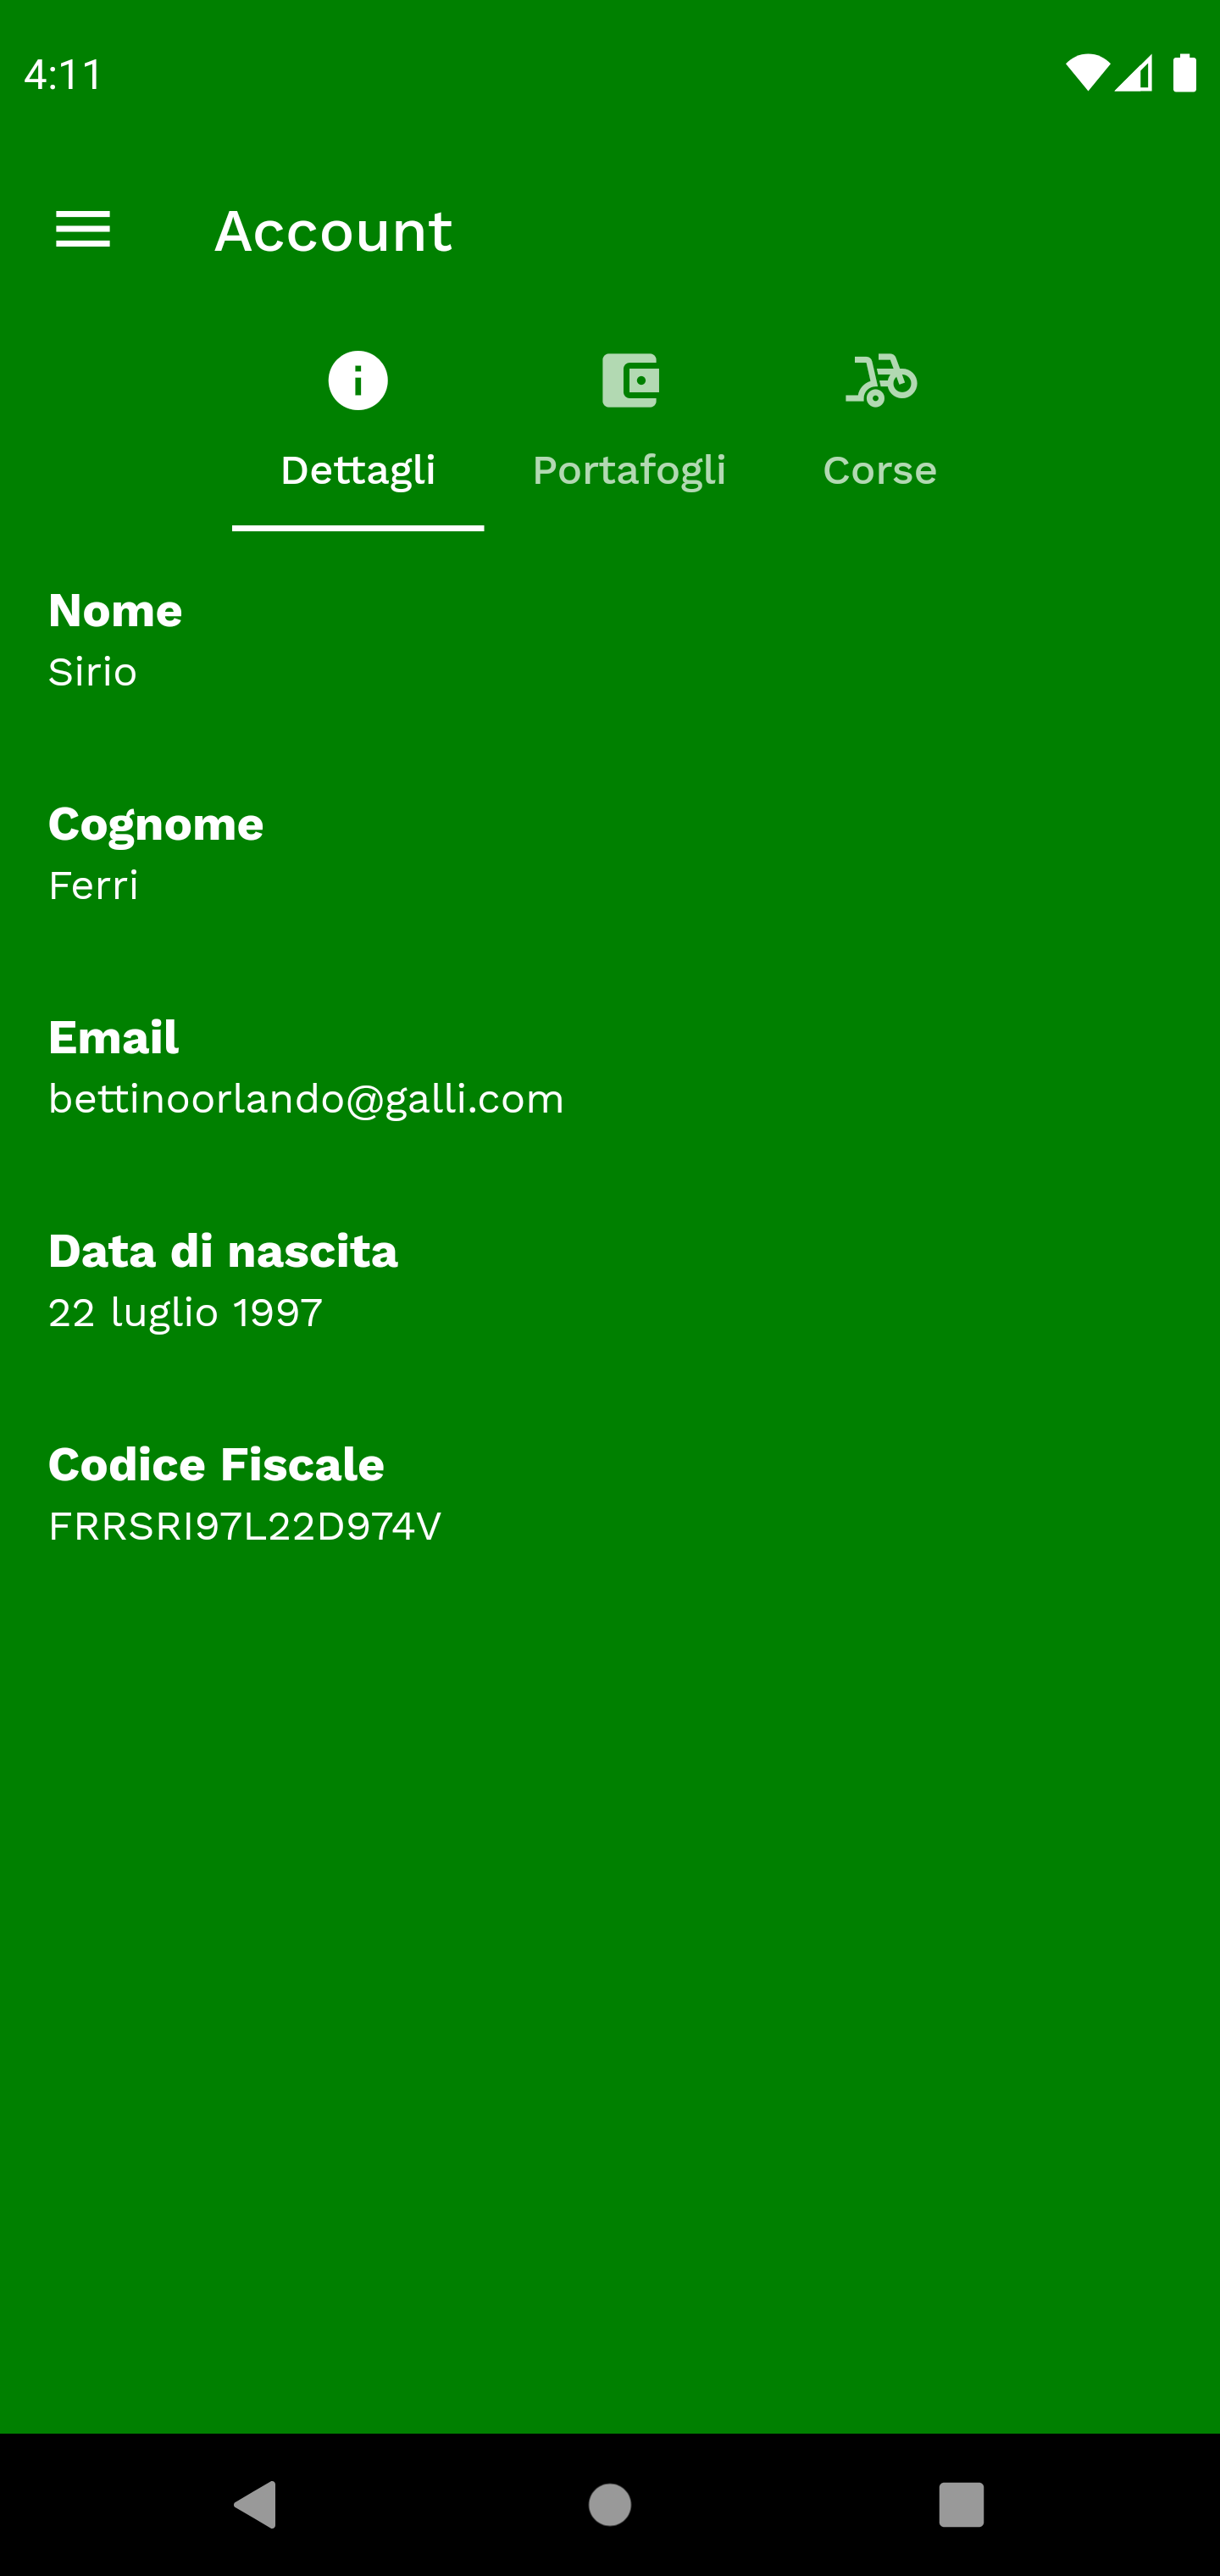 4:11
Account
Dettagli
Portafogli
Corse
Nome
Sirio
Cognome
Ferri
Email
bettinoorlando@galli.com
Data di nascita
22 luglio 1997
Codice Fiscale
FRRSRI97L22D974V